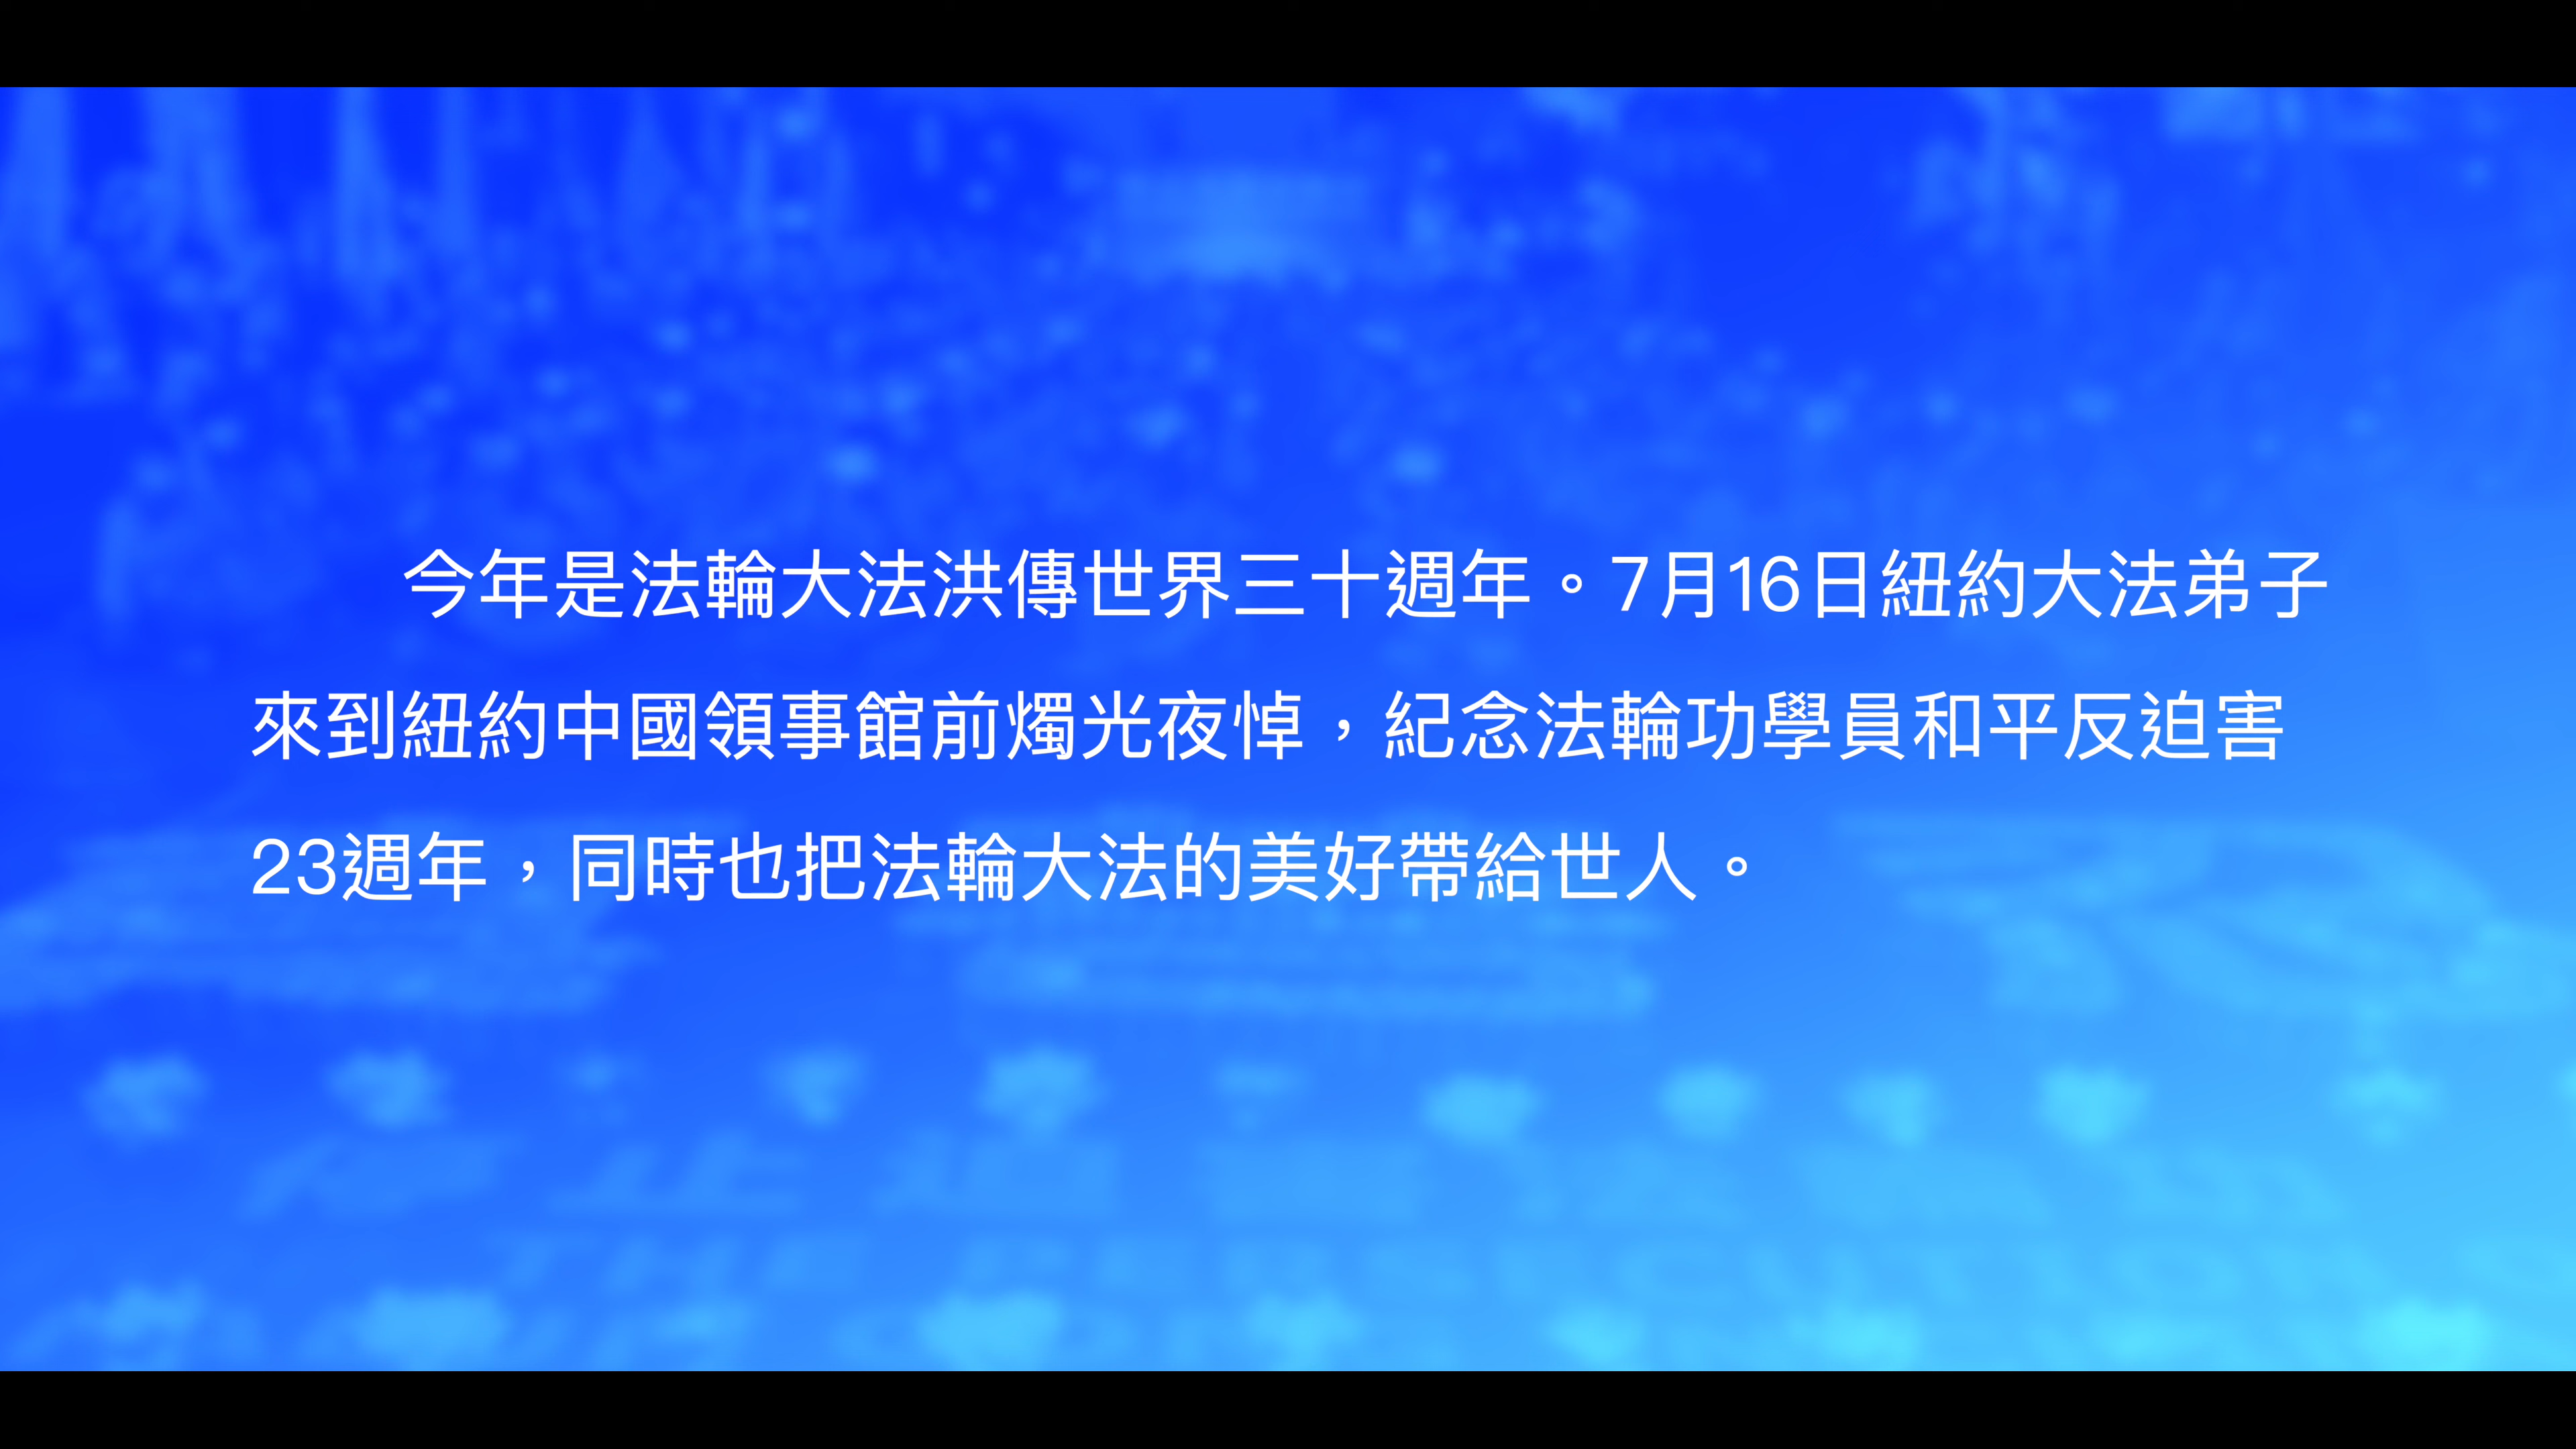 今年是法輪大法洪傳世界三十週年。7月16日紐約大法弟子
來到紐約中國領事館前燭光夜悼，紀念法輪功學員和平反迫害
23週年，同時也把法輪大法的美好帶給世人。